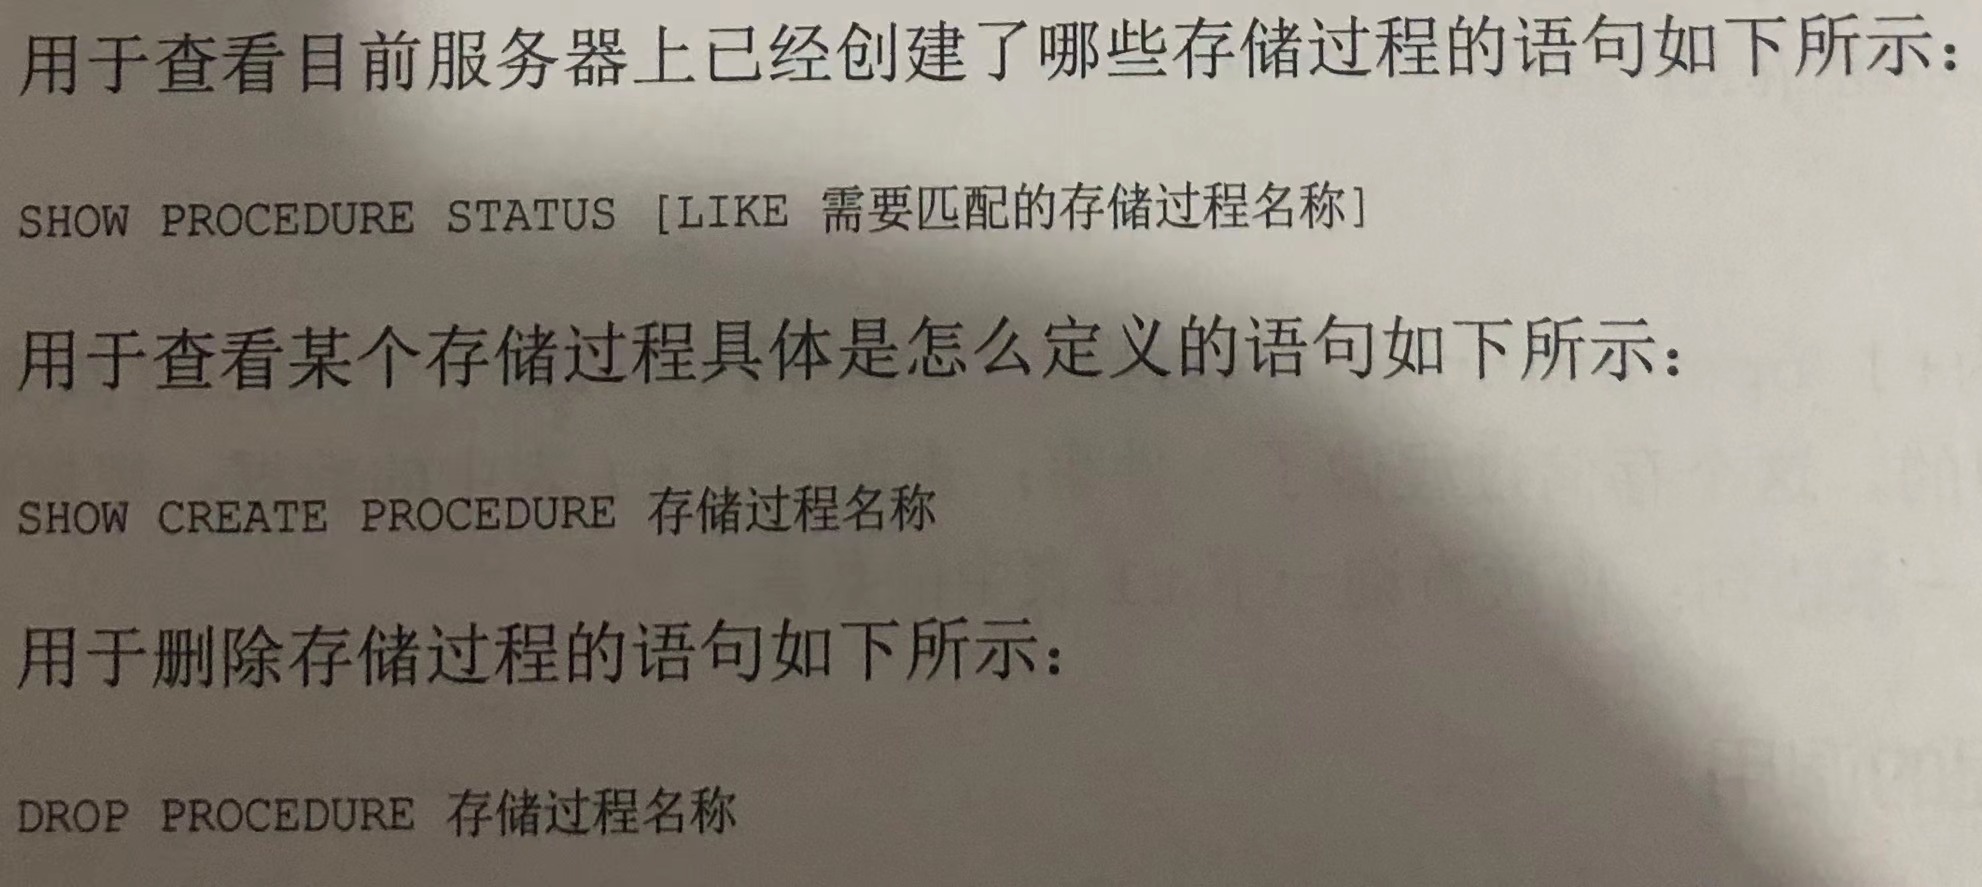 用于查看目前服务器上已经创建了哪些存储过程的语句如下所示：
SHOW PROCEDURE STATUS [LIKE 需要匹配的存储过程名称]
用于查看某个存储过程具体是怎么定义的语句如下所示：
SHOW CREATE PROCEDURE 存储过程名称
用于删除存储过程的语句如下所示：
DROP PROCEDURE 存储过程名称